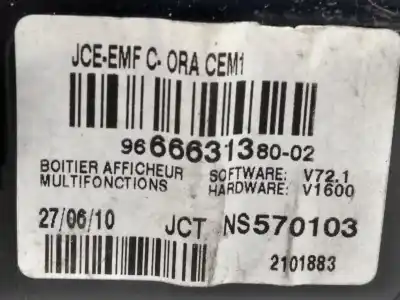 JCE-EMF C- ORA CEM1
9666631380-02
BOITIER AFFICHEUR SOFTWARE: V72.1
MULTIFONCTIONS HARDWARE: V1600
27/06/10 JCT NS570103
2101883